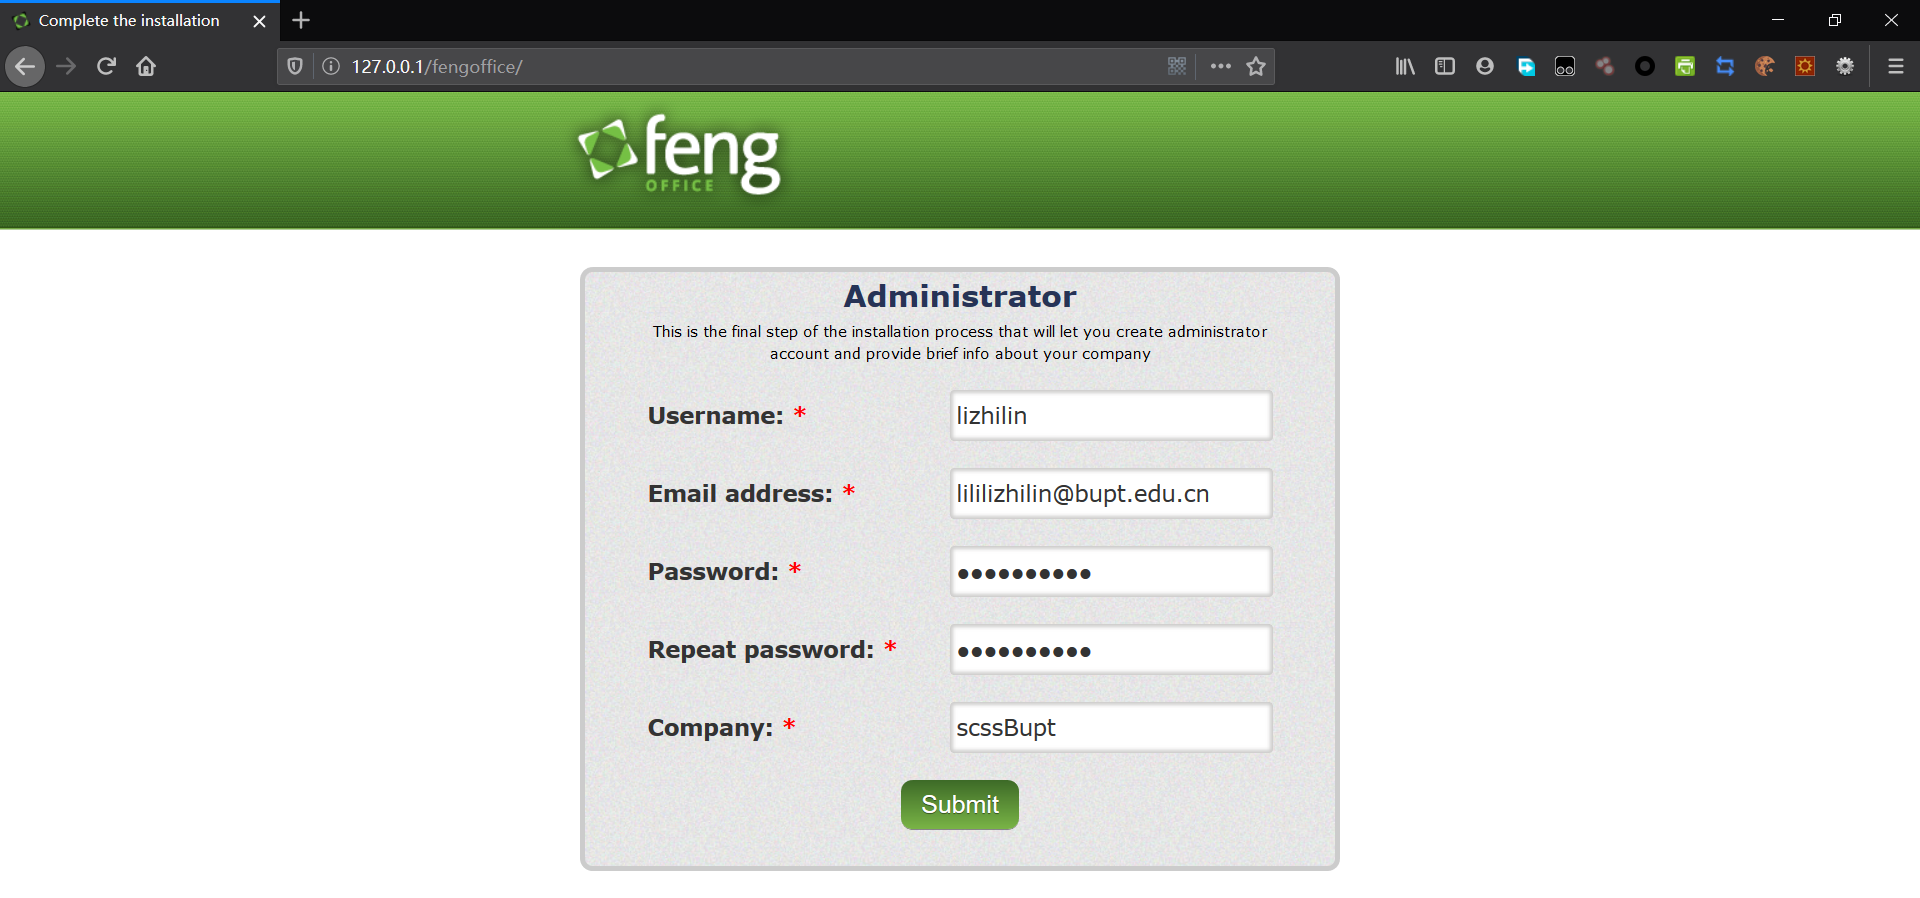 Complete the installation
127.0.0.1/fengoffice/
feng
OFFICE
Administrator
This is the final step of the installation process that will let you create administrator
account and provide brief info about your company
Username: *
lizhilin
Email address: *
lililizhilin@bupt.edu.cn
Password: *
••••••••••
Repeat password: *
••••••••••
Company: *
scssBupt
Submit